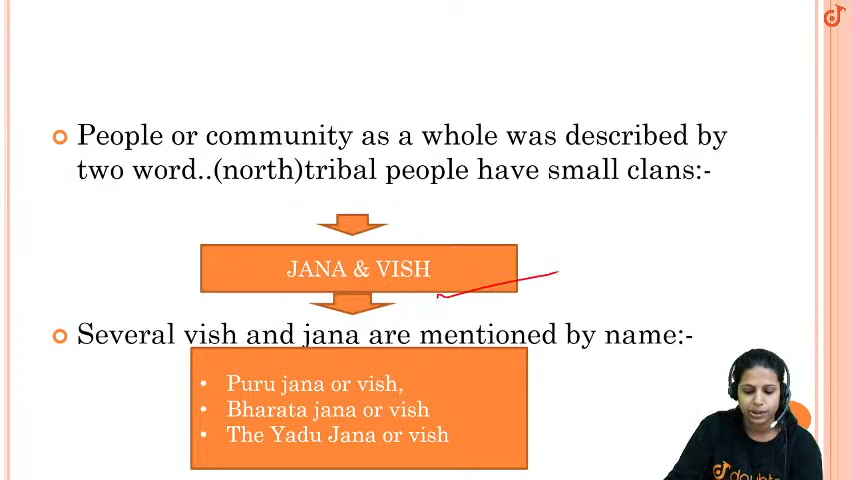 People or community as a whole was described by
two word..(north)tribal people have small clans:-
JANA & VISH
Several vish and jana are mentioned by name:-
• Puru jana or vish,
• Bharata jana or vish
• The Yadu Jana or vish